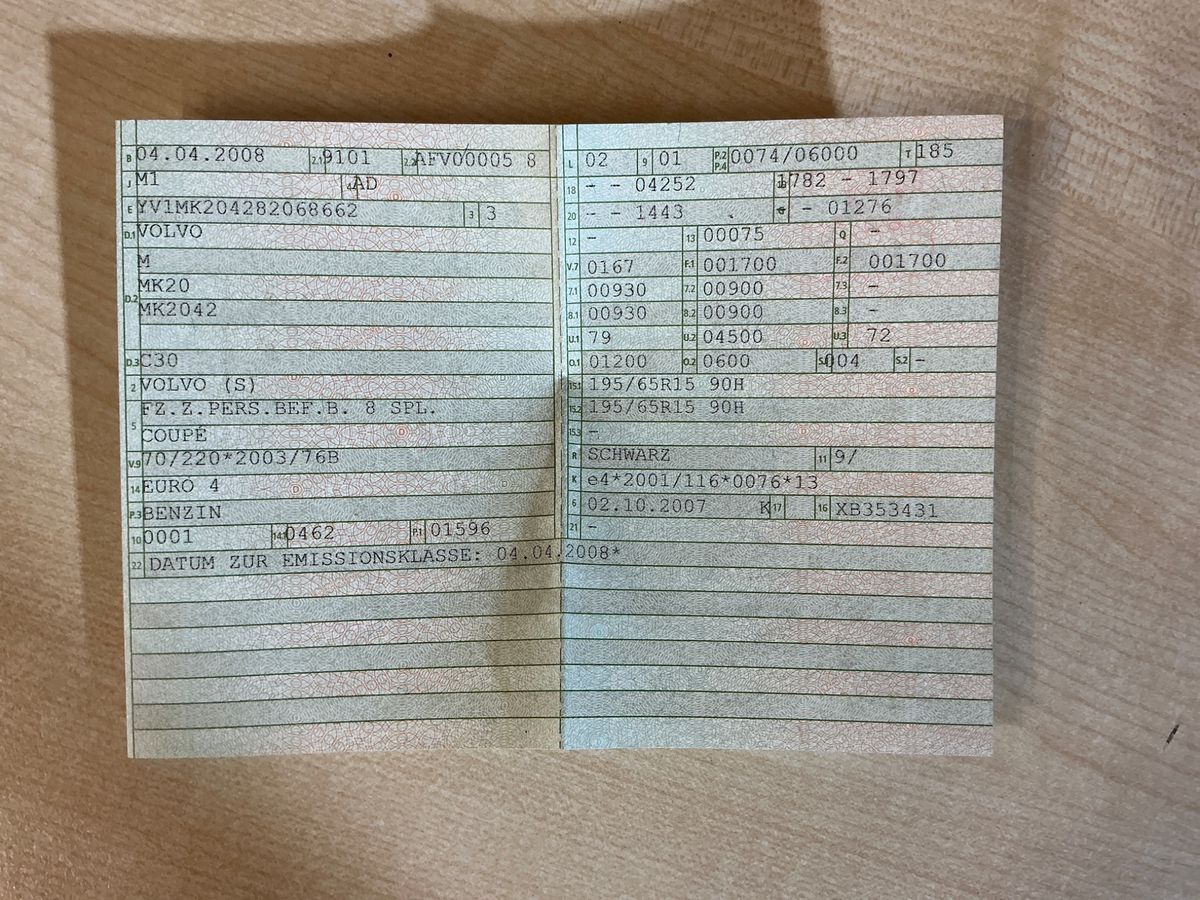 B 04.04.2008 2.1 9101 2.2 AFV00005 8
J M1 4 AD
E YV1MK204282068662 3 3
D.1 VOLVO
M
MK20
D.2 MK2042
D.3 C30
2 VOLVO (S)
5 FZ.Z.PERS.BEF.B. 8 SPL.
COUPE
V.9 70/220*2003/76B
14 EURO 4
P.3 BENZIN
10 0001 14.1 0462 P.1 01596
22 DATUM ZUR EMISSIONSKLASSE: 04.04.2008*
L 02 9 01 P.2 P.4 0074/06000 T 185
18 - - 04252 1782 - 1797
20 - - 1443 - 01276
12 - 13 00075 Q -
V.7 0167 F.1 001700 F.2 001700
7.1 00930 7.2 00900 7.3 -
8.1 00930 8.2 00900 8.3 -
U.1 79 U.2 04500 U.3 72
O.1 01200 O.2 0600 S.1 004 S.2 -
15.1 195/65R15 90H
15.2 195/65R15 90H
15.3 -
R SCHWARZ 11 9/
K e4*2001/116*0076*13
6 02.10.2007 K 17 16 XB353431
21 -